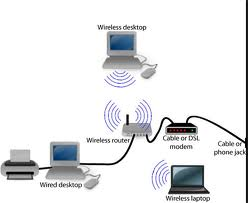 Wireless desktop
Wireless router
Cable or DSL
modem
Cable or
phone jack
Wired desktop
Wireless laptop